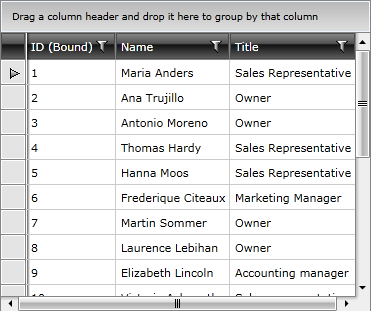 Drag a column header and drop it here to group by that column
ID (Bound) Name Title
1 Maria Anders Sales Representative
2 Ana Trujillo Owner
3 Antonio Moreno Owner
4 Thomas Hardy Sales Representative
5 Hanna Moos Sales Representative
6 Frederique Citeaux Marketing Manager
7 Martin Sommer Owner
8 Laurence Lebihan Owner
9 Elizabeth Lincoln Accounting manager
10 Victoria Sales